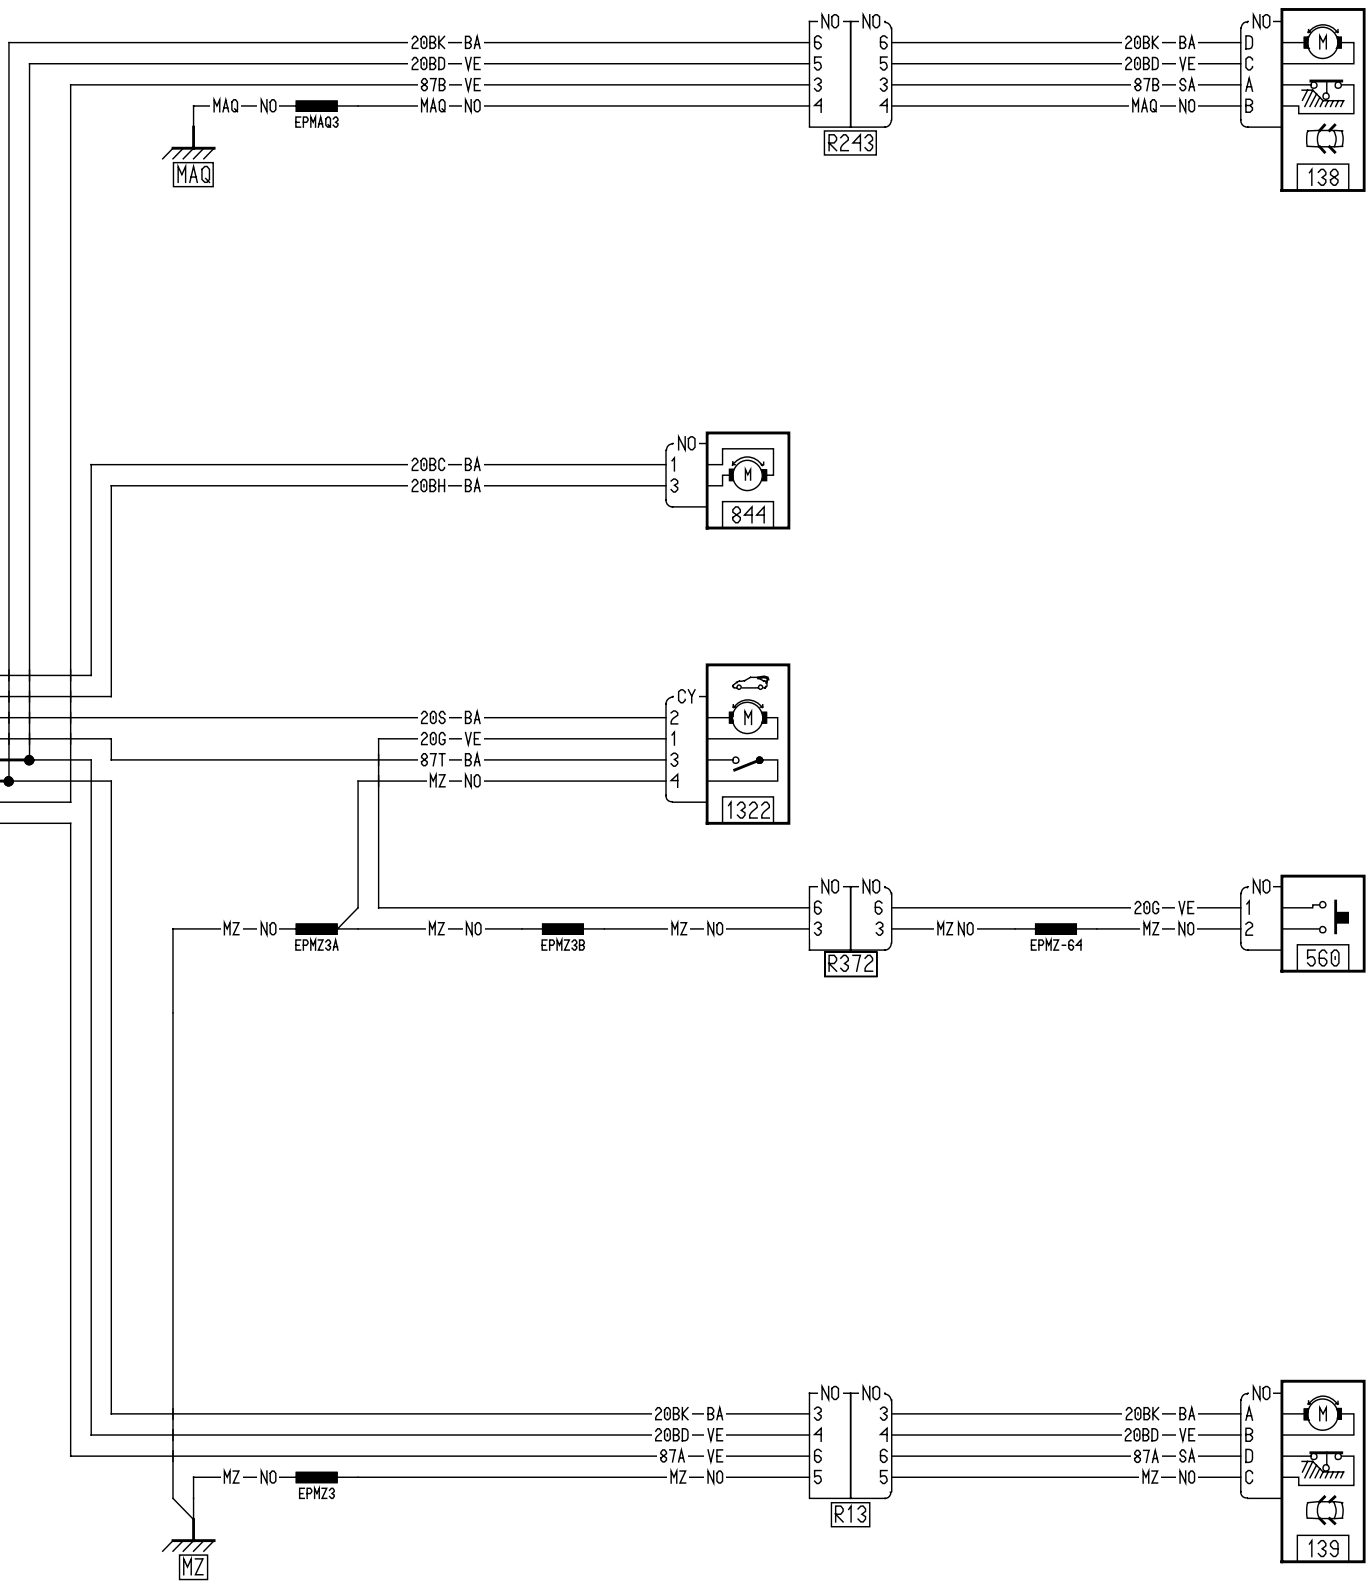 NO NO NO
20BK BA 6 6 20BK BA D M
20BD VE 5 5 20BD VE C
87B VE 3 3 87B SA A
MAQ NO MAQ NO 4 4 MAQ NO B
EPMAQ3
R243
MAQ 138
NO
20BC BA 1 M
20BH BA 3
844
CY
20S BA 2 M
20G VE 1
87T BA 3
MZ NO 4
1322
NO NO NO
6 6 20G VE 1
MZ NO MZ NO MZ NO 3 3 MZ NO MZ NO 2
EPMZ3A EPMZ3B EPMZ-64
R372 560
NO NO NO
20BK BA 3 3 20BK BA A M
20BD VE 4 4 20BD VE B
87A VE 6 6 87A SA D
MZ NO MZ NO 5 5 MZ NO C
EPMZ3
R13
139
MZ